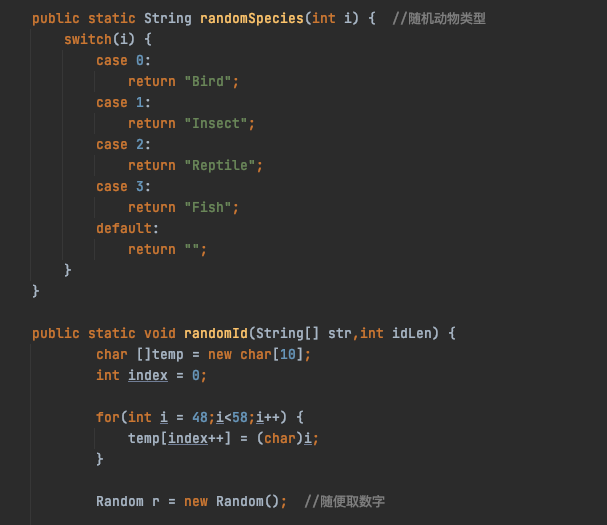 public static String randomSpecies(int i) {  //随机动物类型
    switch(i) {
        case 0:
            return "Bird";
        case 1:
            return "Insect";
        case 2:
            return "Reptile";
        case 3:
            return "Fish";
        default:
            return "";
    }
}
public static void randomId(String[] str,int idLen) {
        char []temp = new char[10];
        int index = 0;
        for(int i = 48;i<58;i++) {
            temp[index++] = (char)i;
        }
        Random r = new Random();  //随便取数字